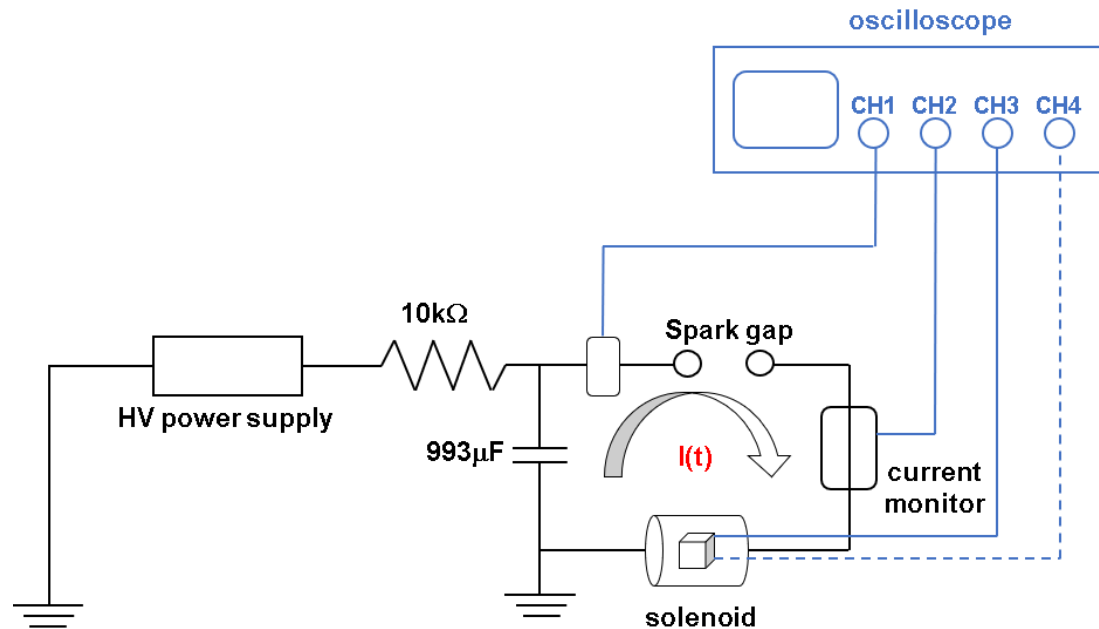 oscilloscope
CH1 CH2 CH3 CH4
10kΩ
Spark gap
HV power supply
993μF
I(t)
current
monitor
solenoid